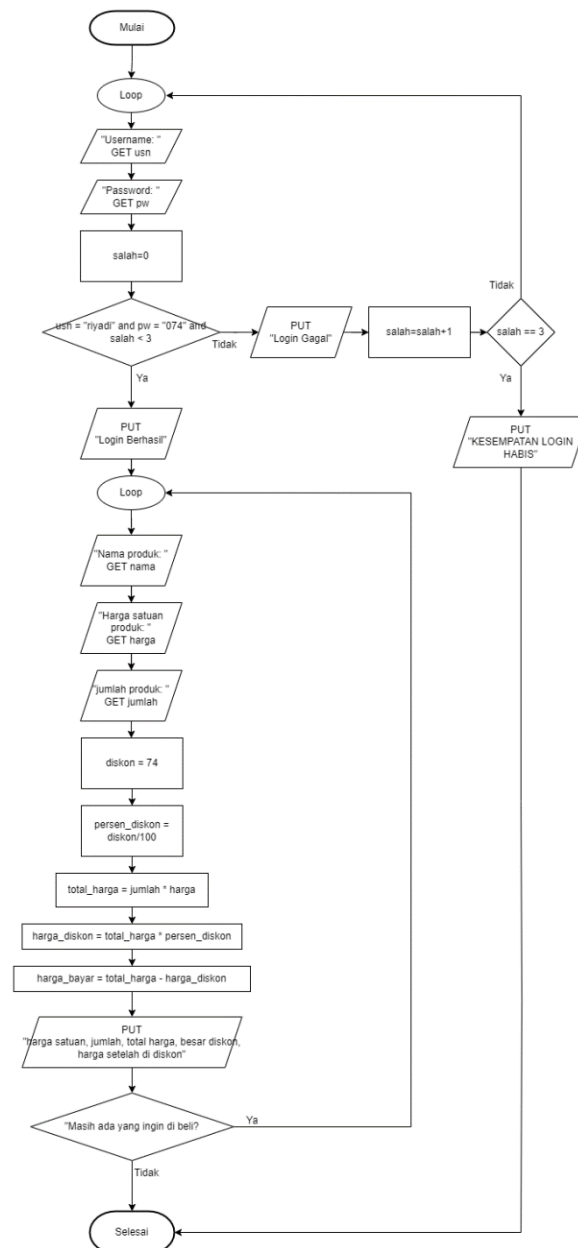 Mulai
Loop
"Username: "
GET usn
"Password: "
GET pw
salah=0
usn = "riyadi" and pw = "074" and
salah < 3
Tidak
PUT
"Login Gagal"
salah=salah+1
salah == 3
Tidak
Ya
PUT
"KESEMPATAN LOGIN
HABIS"
Ya
PUT
"Login Berhasil"
Loop
"Nama produk: "
GET nama
"Harga satuan
produk: "
GET harga
"jumlah produk: "
GET jumlah
diskon = 74
persen_diskon =
diskon/100
total_harga = jumlah * harga
harga_diskon = total_harga * persen_diskon
harga_bayar = total_harga - harga_diskon
PUT
"harga satuan, jumlah, total harga, besar diskon,
harga setelah di diskon"
"Masih ada yang ingin di beli?
Ya
Tidak
Selesai